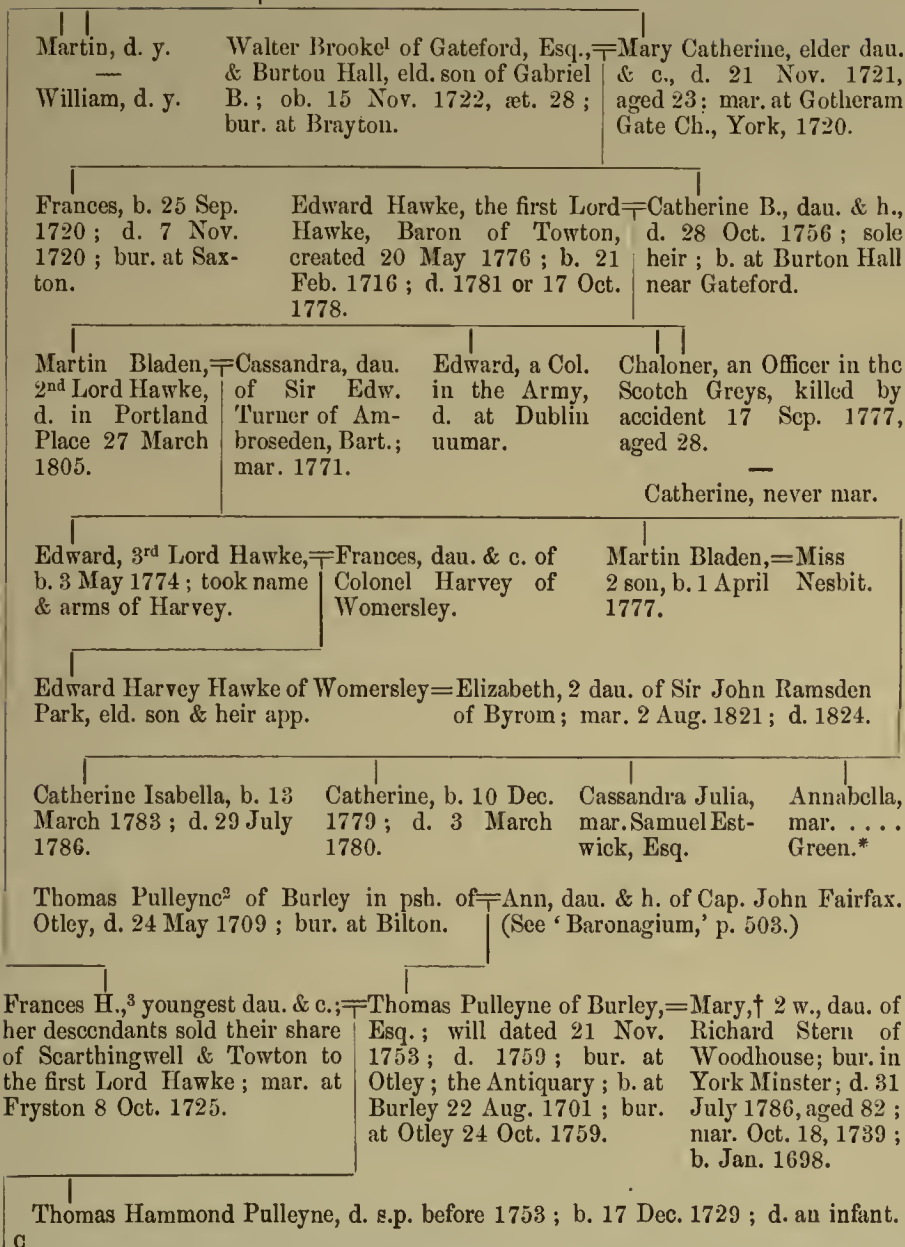 Martin, d. y.
—
William, d. y.
Walter Brooke¹ of Gateford, Esq.,
& Burton Hall, eld. son of Gabriel
B.; ob. 15 Nov. 1722, æt. 28;
bur. at Brayton.
=Mary Catherine, elder dau.
& c., d. 21 Nov. 1721,
aged 23; mar. at Gotheram
Gate Ch., York, 1720.
Frances, b. 25 Sep.
1720; d. 7 Nov.
1720; bur. at Sax-
ton.
Edward Hawke, the first Lord
Hawke, Baron of Towton,
created 20 May 1776; b. 21
Feb. 1716; d. 1781 or 17 Oct.
1778.
=Catherine B., dau. & h.,
d. 28 Oct. 1756; sole
heir; b. at Burton Hall
near Gateford.
Martin Bladen,
2nd Lord Hawke,
d. in Portland
Place 27 March
1805.
=Cassandra, dau.
of Sir Edw.
Turner of Am-
broseden, Bart.;
mar. 1771.
Edward, a Col.
in the Army,
d. at Dublin
unmar.
Chaloner, an Officer in the
Scotch Greys, killed by
accident 17 Sep. 1777,
aged 28.
—
Catherine, never mar.
Edward, 3rd Lord Hawke,
b. 3 May 1774; took name
& arms of Harvey.
=Frances, dau. & c. of
Colonel Harvey of
Womersley.
Martin Bladen,
2 son, b. 1 April
1777.
=Miss
Nesbit.
Edward Harvey Hawke of Womersley
Park, eld. son & heir app.
=Elizabeth, 2 dau. of Sir John Ramsden
of Byrom; mar. 2 Aug. 1821; d. 1824.
Catherine Isabella, b. 13
March 1783; d. 29 July
1786.
Catherine, b. 10 Dec.
1779; d. 3 March
1780.
Cassandra Julia,
mar. Samuel Est-
wick, Esq.
Annabella,
mar. ....
Green.*
Thomas Pulleyne² of Burley in psh. of
Otley, d. 24 May 1709; bur. at Bilton.
=Ann, dau. & h. of Cap. John Fairfax.
(See ‘Baronagium,’ p. 503.)
Frances H.,³ youngest dau. & c.;
her descendants sold their share
of Scarthingwell & Towton to
the first Lord Hawke; mar. at
Fryston 8 Oct. 1725.
=Thomas Pulleyne of Burley,
Esq.; will dated 21 Nov.
1753; d. 1759; bur. at
Otley; the Antiquary; b. at
Burley 22 Aug. 1701; bur.
at Otley 24 Oct. 1759.
=Mary,† 2 w., dau. of
Richard Stern of
Woodhouse; bur. in
York Minster; d. 31
July 1786, aged 82;
mar. Oct. 18, 1739;
b. Jan. 1698.
Thomas Hammond Pulleyne, d. s.p. before 1753; b. 17 Dec. 1729; d. an infant.
C